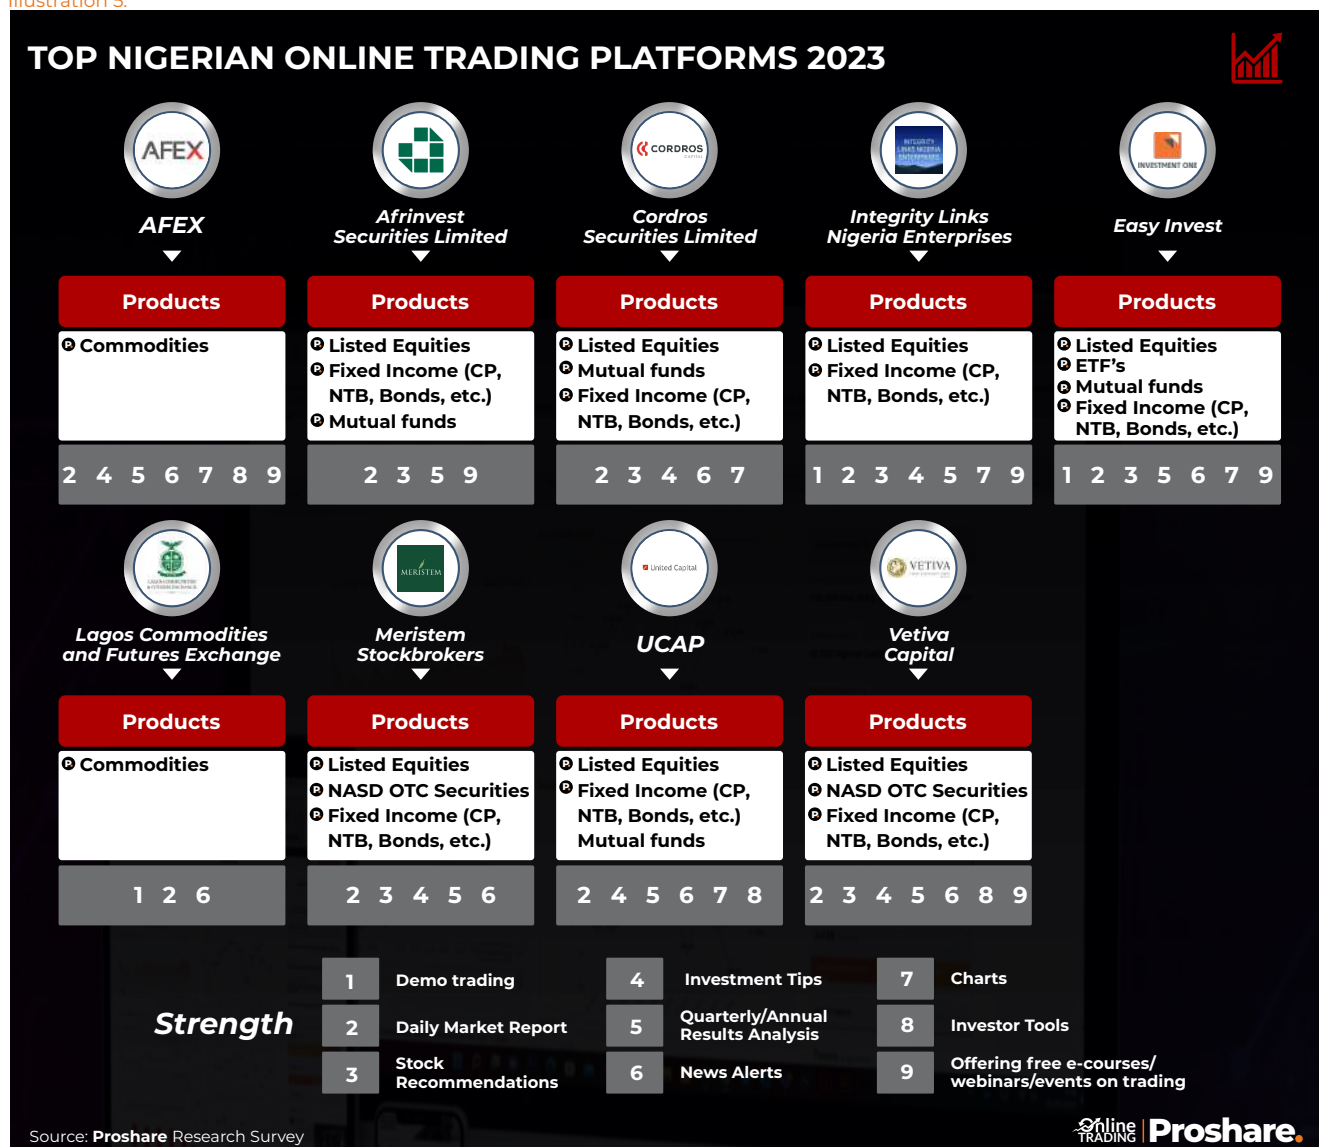 Illustration 5:
TOP NIGERIAN ONLINE TRADING PLATFORMS 2023
AFEX
CORDROS
CAPITAL
INTEGRITY
LINKS NIGERIA
ENTERPRISES
INVESTMENT ONE
AFEX
Afrinvest
Securities Limited
Cordros
Securities Limited
Integrity Links
Nigeria Enterprises
Easy Invest
Products
Products
Products
Products
Products
Commodities
Listed Equities
Fixed Income (CP,
NTB, Bonds, etc.)
Mutual funds
Listed Equities
Mutual funds
Fixed Income (CP,
NTB, Bonds, etc.)
Listed Equities
Fixed Income (CP,
NTB, Bonds, etc.)
Listed Equities
ETF's
Mutual funds
Fixed Income (CP,
NTB, Bonds, etc.)
2 4 5 6 7 8 9
2 3 5 9
2 3 4 6 7
1 2 3 4 5 7 9
1 2 3 5 6 7 9
LAGOS COMMODITIES
& FUTURES EXCHANGE
MERISTEM
United Capital
VETIVA
Lagos Commodities
and Futures Exchange
Meristem
Stockbrokers
UCAP
Vetiva
Capital
Products
Products
Products
Products
Commodities
Listed Equities
NASD OTC Securities
Fixed Income (CP,
NTB, Bonds, etc.)
Listed Equities
Fixed Income (CP,
NTB, Bonds, etc.)
Mutual funds
Listed Equities
NASD OTC Securities
Fixed Income (CP,
NTB, Bonds, etc.)
1 2 6
2 3 4 5 6
2 4 5 6 7 8
2 3 4 5 6 8 9
Strength
1 Demo trading
2 Daily Market Report
3 Stock
Recommendations
4 Investment Tips
5 Quarterly/Annual
Results Analysis
6 News Alerts
7 Charts
8 Investor Tools
9 Offering free e-courses/
webinars/events on trading
Source: Proshare Research Survey
Online
TRADING
Proshare.